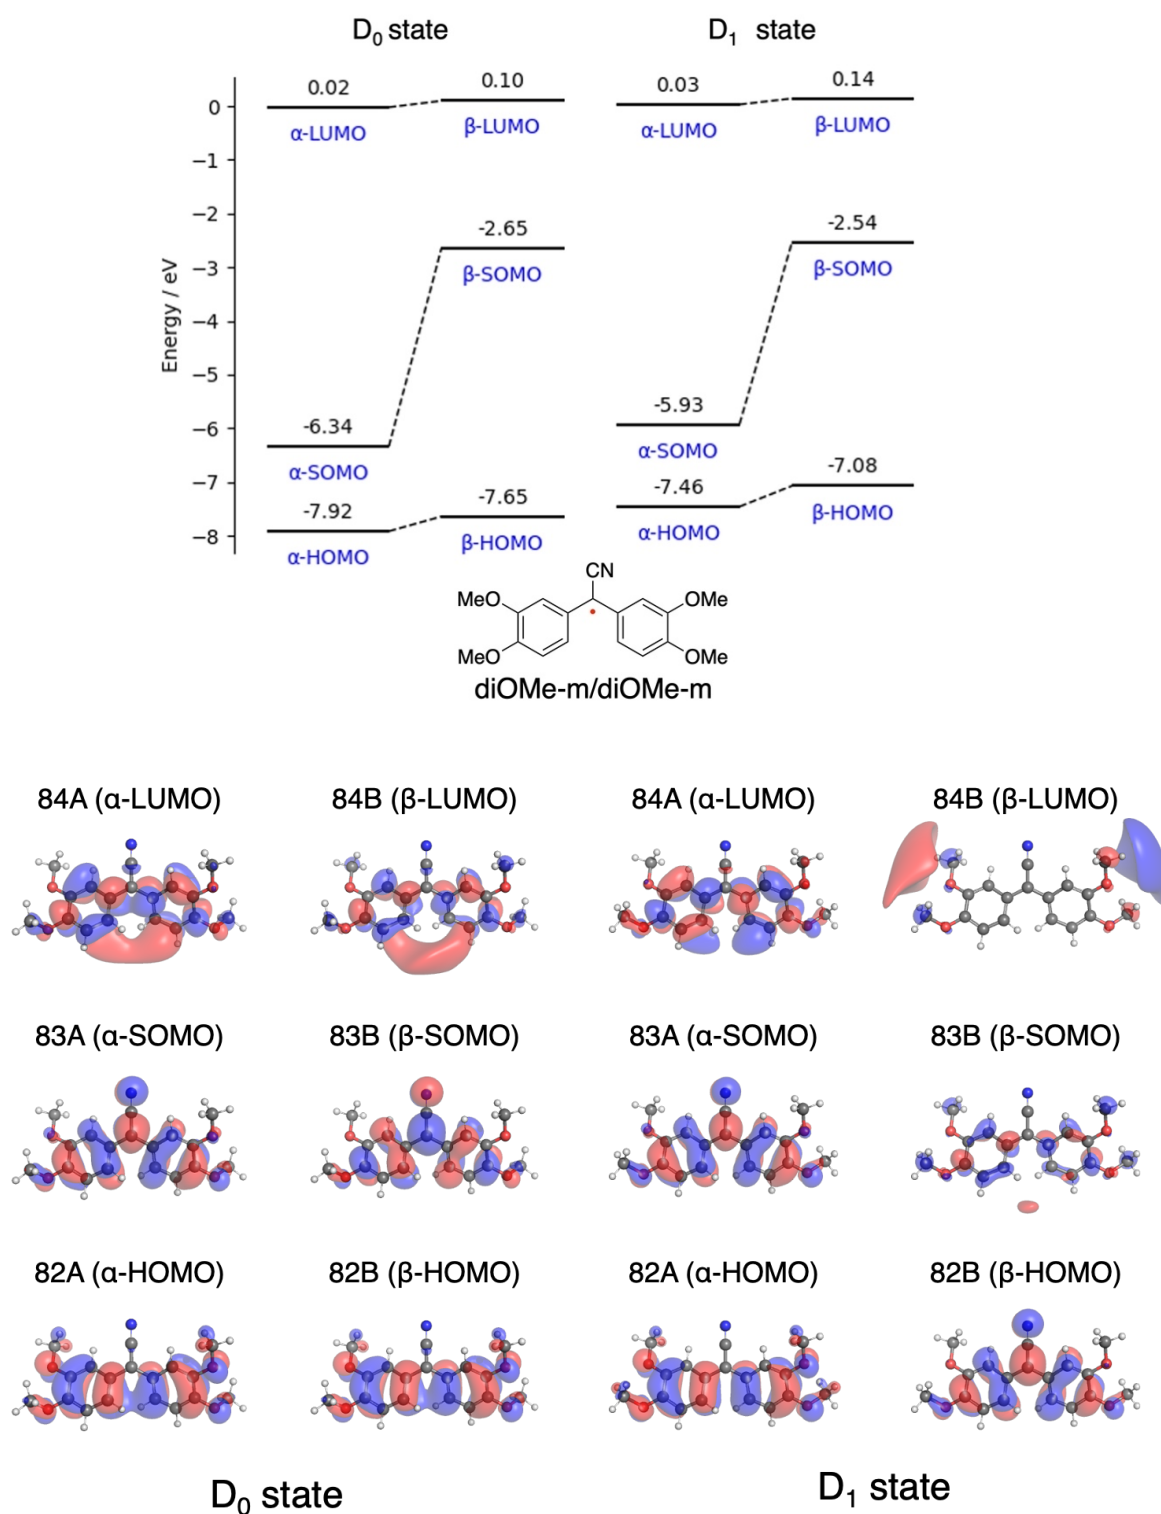 D0 state D1 state
0.02 0.10 0.03 0.14
0
α-LUMO β-LUMO α-LUMO β-LUMO
−1
−2
-2.65 -2.54
−3
β-SOMO β-SOMO
Energy / eV
−4
−5
-6.34 -5.93
−6
α-SOMO α-SOMO
−7
-7.92 -7.65 -7.46 -7.08
−8
α-HOMO β-HOMO α-HOMO β-HOMO
CN
MeO OMe
MeO OMe
diOMe-m/diOMe-m
84A (α-LUMO) 84B (β-LUMO) 84A (α-LUMO) 84B (β-LUMO)
83A (α-SOMO) 83B (β-SOMO) 83A (α-SOMO) 83B (β-SOMO)
82A (α-HOMO) 82B (β-HOMO) 82A (α-HOMO) 82B (β-HOMO)
D0 state D1 state